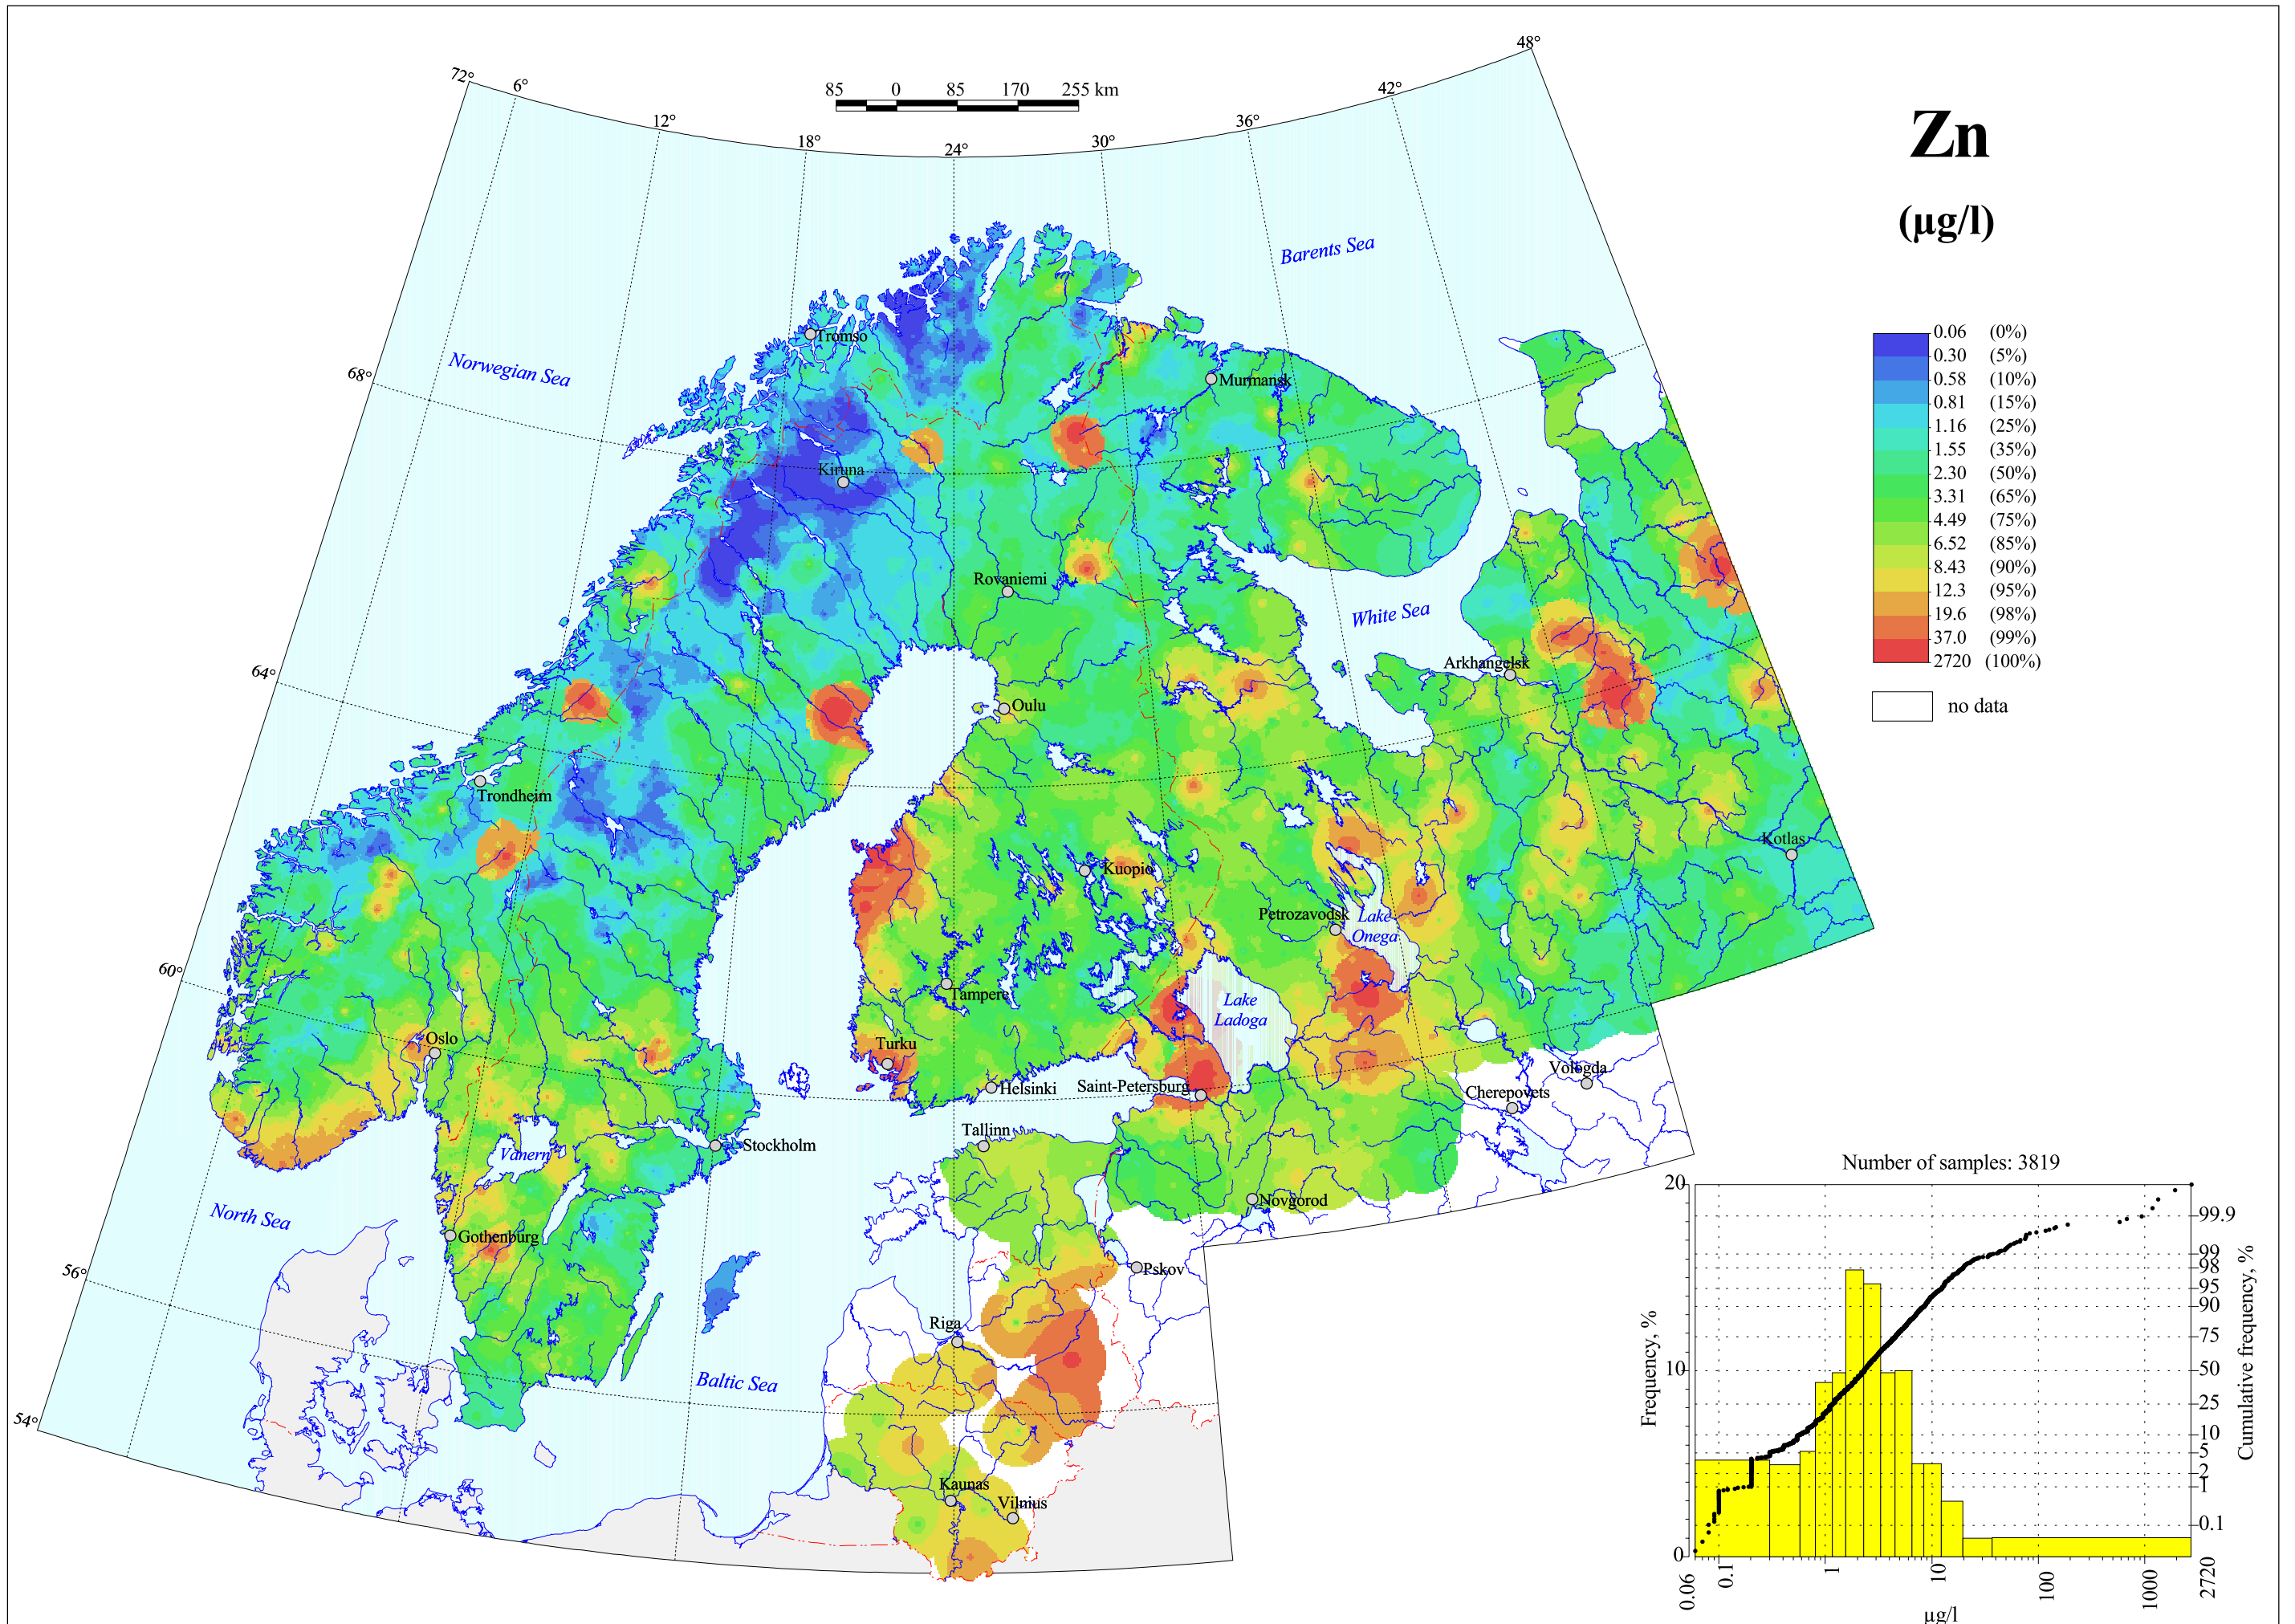 48°
72°
6°
42°
85 0 85 170 255 km
12°
36°
18°
30°
24°
Zn
(µg/l)
Barents Sea
0.06 (0%)
0.30 (5%)
0.58 (10%)
0.81 (15%)
1.16 (25%)
1.55 (35%)
2.30 (50%)
3.31 (65%)
4.49 (75%)
6.52 (85%)
8.43 (90%)
12.3 (95%)
19.6 (98%)
37.0 (99%)
2720 (100%)
no data
Tromso
Norwegian Sea
68°
Murmansk
Kiruna
Rovaniemi
White Sea
Arkhangelsk
64°
Oulu
Trondheim
Kotlas
Kuopio
Petrozavodsk
Lake
Onega
60°
Tampere
Lake
Ladoga
Oslo
Turku
Helsinki
Saint-Petersburg
Vologda
Cherepovets
Stockholm
Tallinn
Vanern
Novgorod
North Sea
Gothenburg
56°
Pskov
Riga
Baltic Sea
54°
Kaunas
Vilnius
Number of samples: 3819
20
10
0
Frequency, %
99.9
99
98
95
90
75
50
25
10
5
2
1
0.1
Cumulative frequency, %
0.06 0.1 1 10 100 1000 2720
µg/l